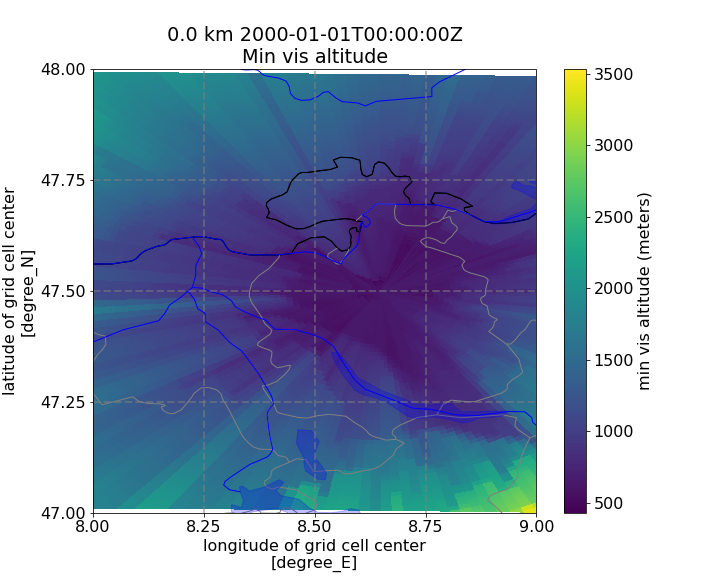 0.0 km 2000-01-01T00:00:00Z
Min vis altitude
48.00
47.75
47.50
47.25
47.00
8.00
8.25
8.50
8.75
9.00
latitude of grid cell center
[degree_N]
longitude of grid cell center
[degree_E]
3500
3000
2500
2000
1500
1000
500
min vis altitude (meters)